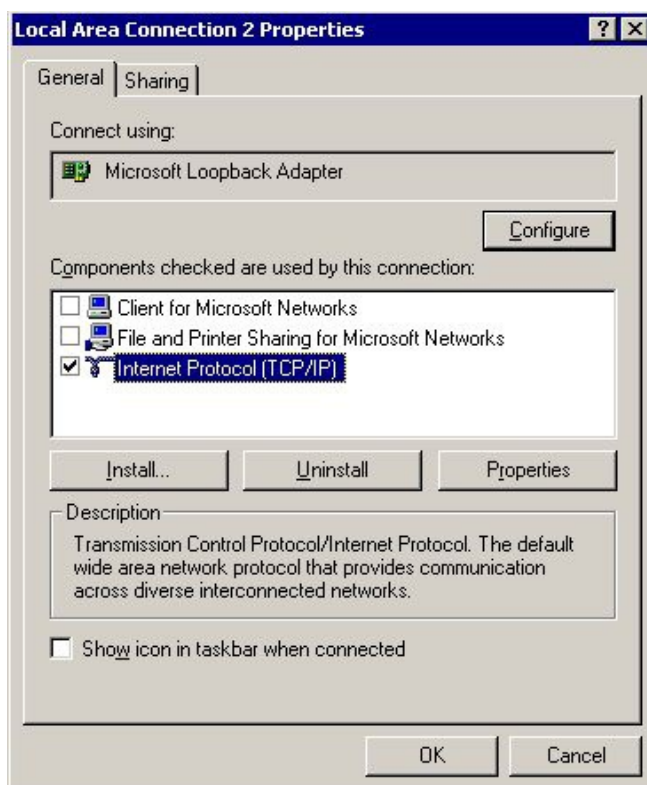 Local Area Connection 2 Properties
General Sharing
Connect using:
Microsoft Loopback Adapter
Configure
Components checked are used by this connection:
Client for Microsoft Networks
File and Printer Sharing for Microsoft Networks
Internet Protocol (TCP/IP)
Install... Uninstall Properties
Description
Transmission Control Protocol/Internet Protocol. The default
wide area network protocol that provides communication
across diverse interconnected networks.
Show icon in taskbar when connected
OK Cancel